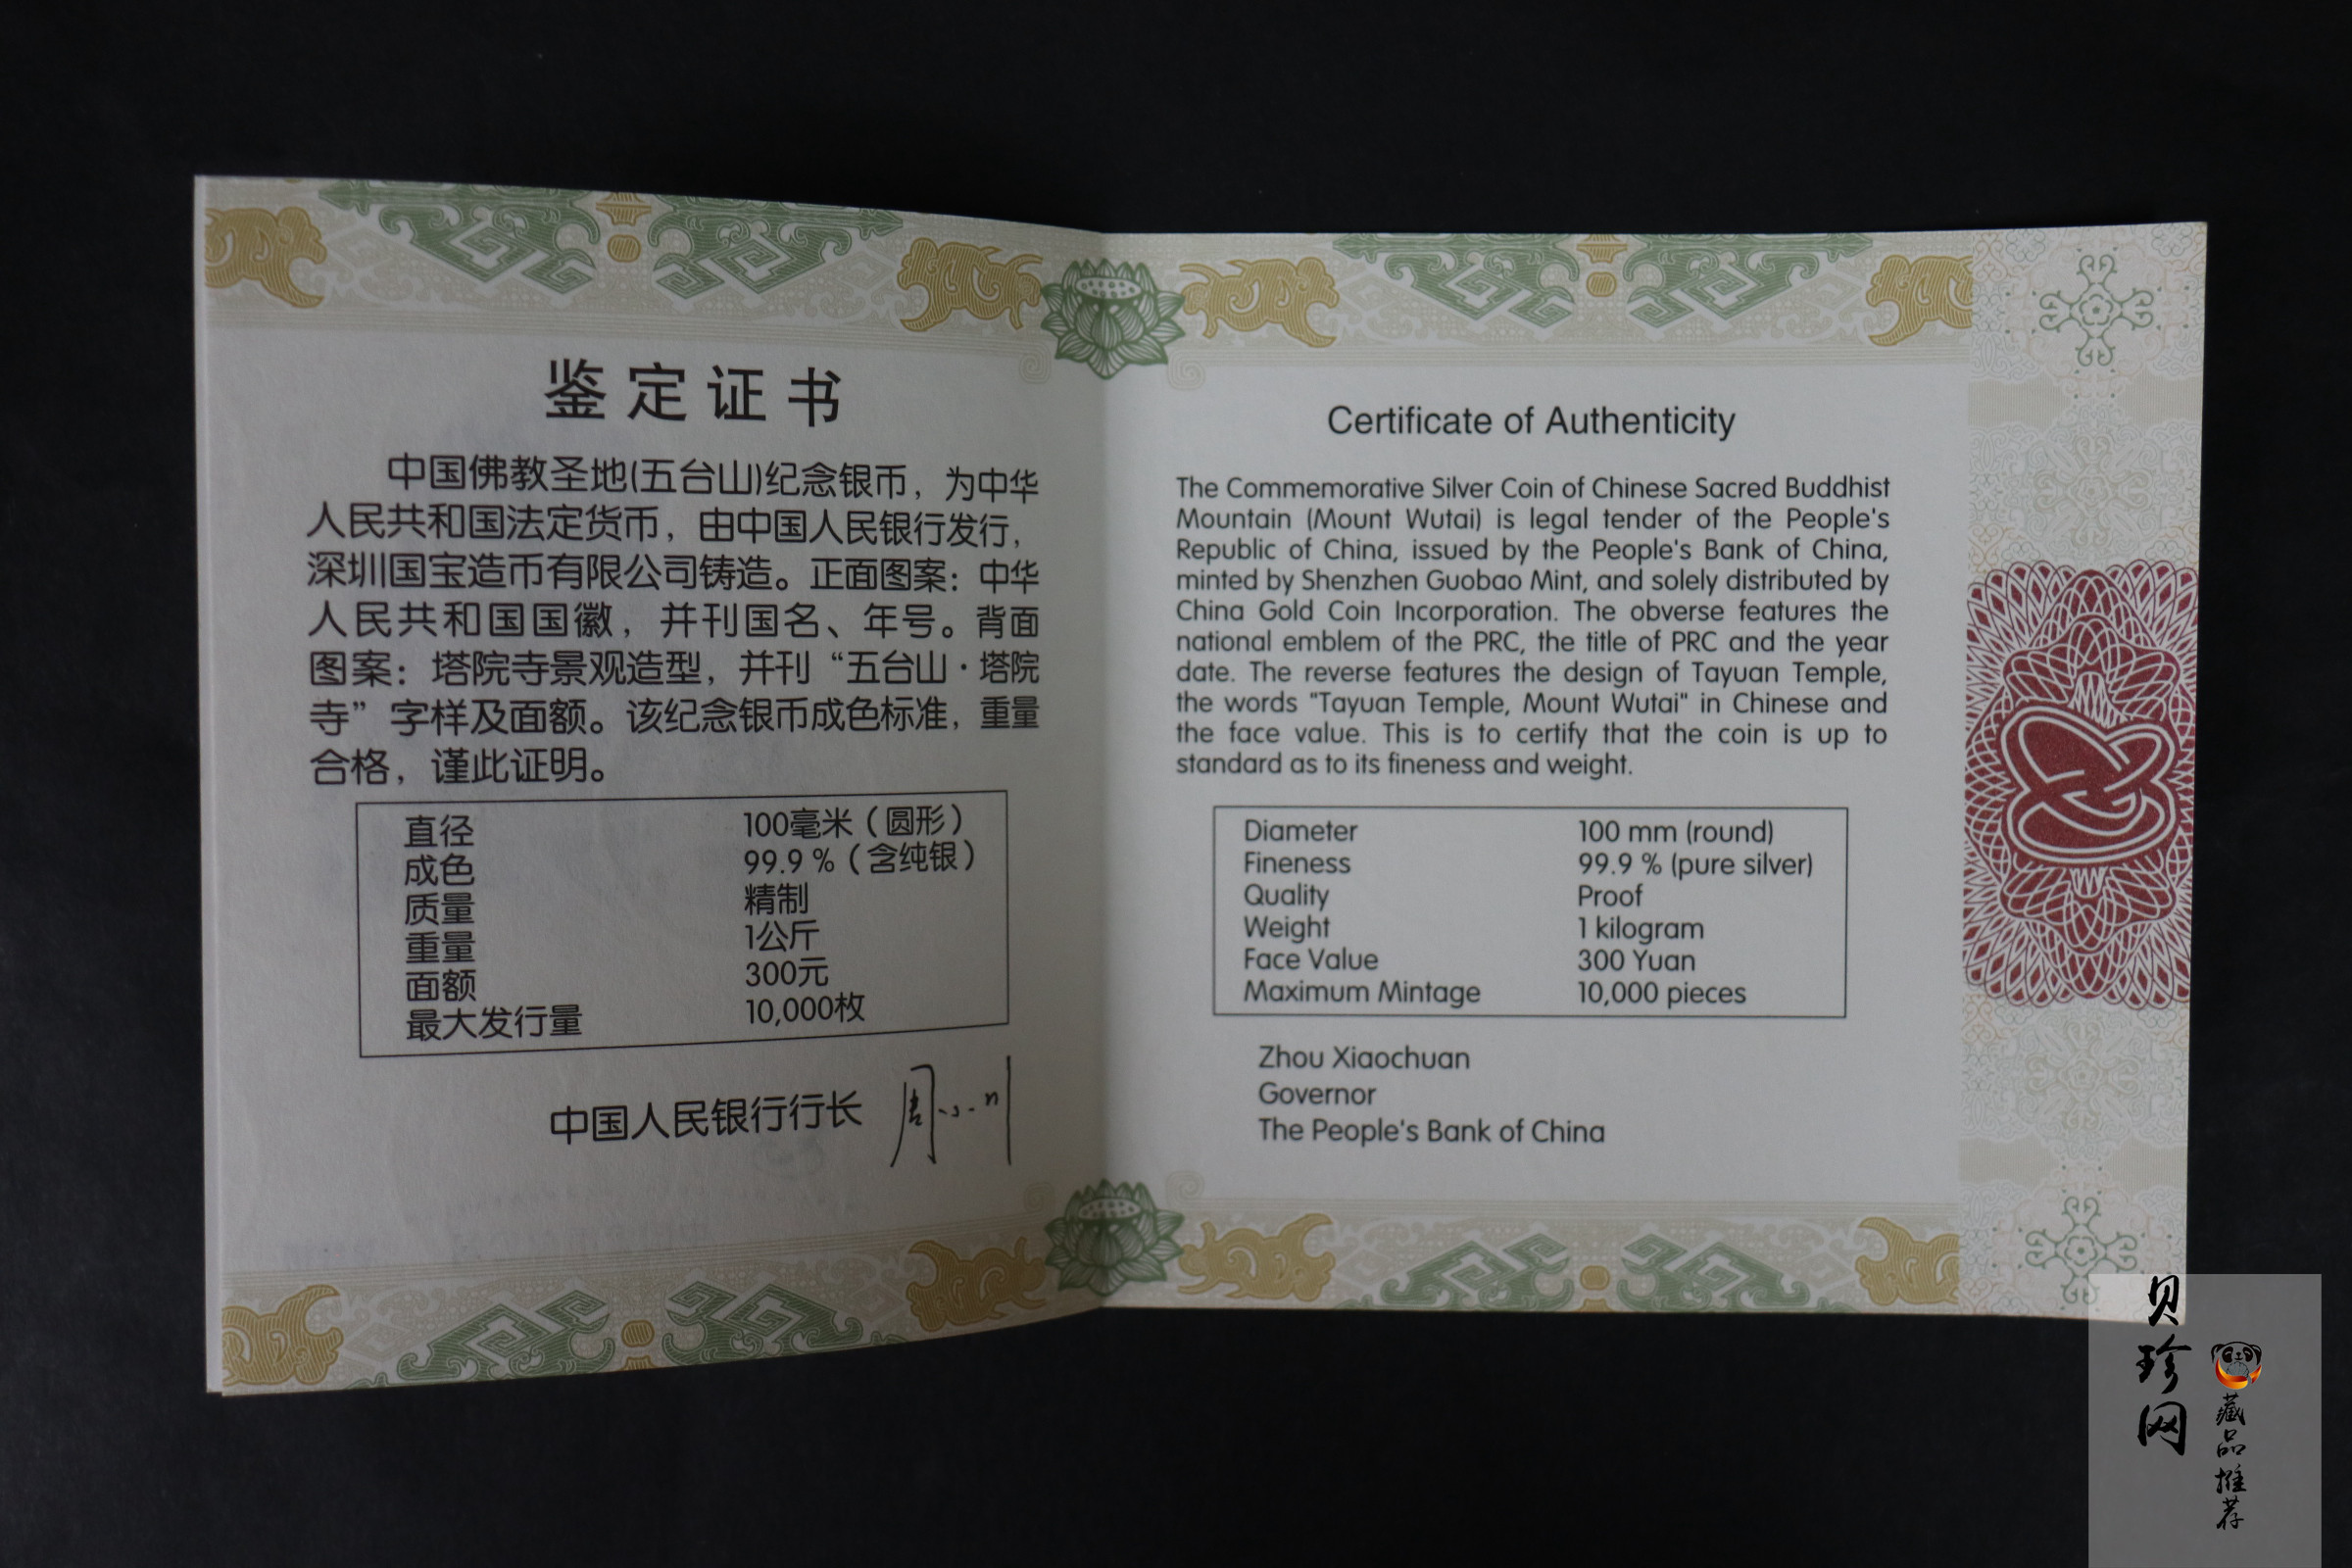 鉴定证书
中国佛教圣地(五台山)纪念银币，为中华
人民共和国法定货币，由中国人民银行发行，
深圳国宝造币有限公司铸造。正面图案：中华
人民共和国国徽，并刊国名、年号。背面
图案：塔院寺景观造型，并刊“五台山·塔院
寺”字样及面额。该纪念银币成色标准，重量
合格，谨此证明。
直径 100毫米（圆形）
成色 99.9％（含纯银）
质量 精制
重量 1公斤
面额 300元
最大发行量 10,000枚
中国人民银行行长 周小川
Certificate of Authenticity
The Commemorative Silver Coin of Chinese Sacred Buddhist
Mountain (Mount Wutai) is legal tender of the People's
Republic of China, issued by the People's Bank of China,
minted by Shenzhen Guobao Mint, and solely distributed by
China Gold Coin Incorporation. The obverse features the
national emblem of the PRC, the title of PRC and the year
date. The reverse features the design of Tayuan Temple,
the words "Tayuan Temple, Mount Wutai" in Chinese and
the face value. This is to certify that the coin is up to
standard as to its fineness and weight.
Diameter 100 mm (round)
Fineness 99.9 % (pure silver)
Quality Proof
Weight 1 kilogram
Face Value 300 Yuan
Maximum Mintage 10,000 pieces
Zhou Xiaochuan
Governor
The People's Bank of China
贝珍网
藏品推荐